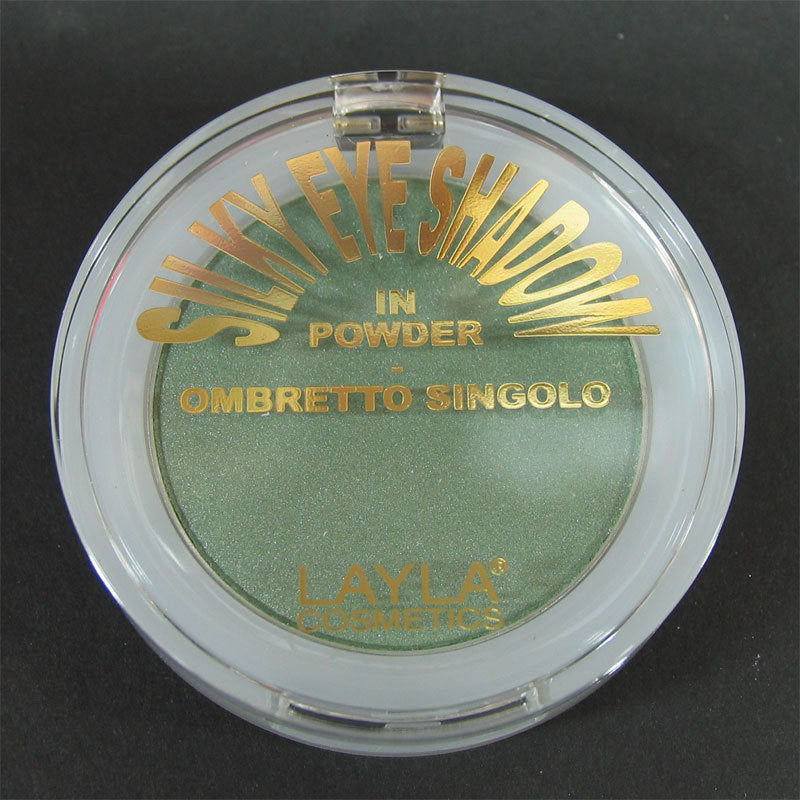 SILKY EYE SHADOW
IN
POWDER
-
OMBRETTO SINGOLO
LAYLA®
COSMETICS